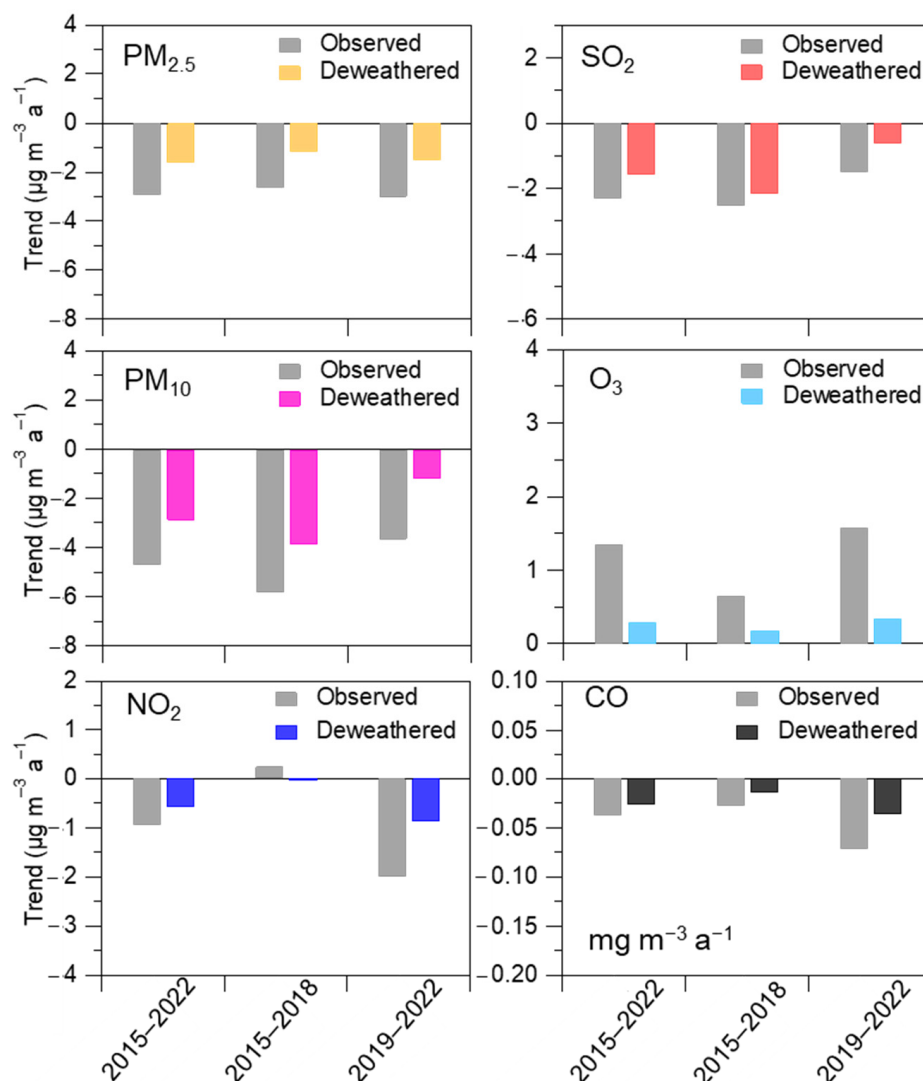 PM2.5
Observed
Deweathered
4
2
0
−2
−4
−6
−8
Trend (µg m⁻³ a⁻¹)
SO2
Observed
Deweathered
2
0
−2
−4
−6
PM10
Observed
Deweathered
4
2
0
−2
−4
−6
−8
Trend (µg m⁻³ a⁻¹)
O3
Observed
Deweathered
4
3
2
1
0
NO2
Observed
Deweathered
2
1
0
−1
−2
−3
−4
Trend (µg m⁻³ a⁻¹)
2015–2022
2015–2018
2019–2022
CO
Observed
Deweathered
0.10
0.05
0.00
−0.05
−0.10
−0.15
−0.20
mg m⁻³ a⁻¹
2015–2022
2015–2018
2019–2022